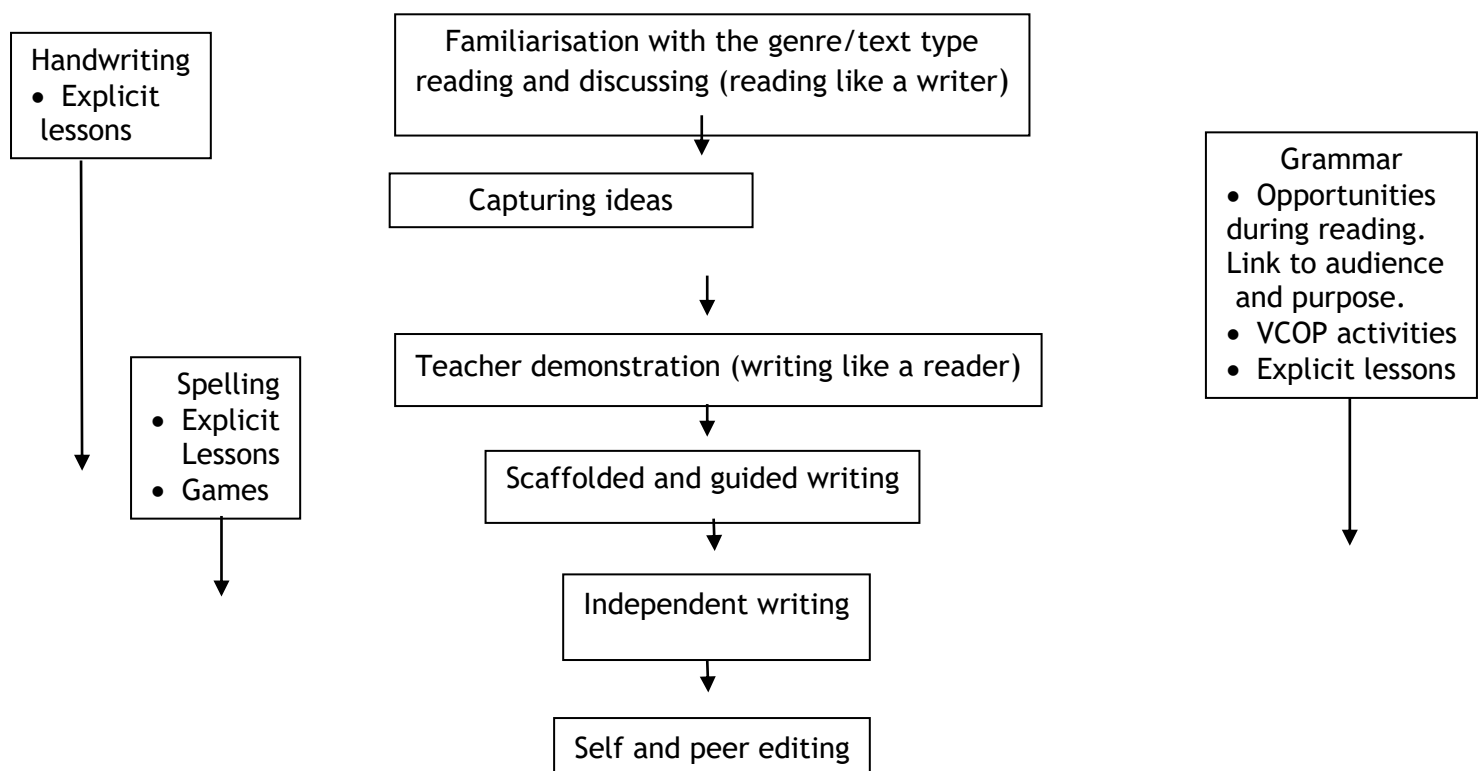 Handwriting
• Explicit
lessons
Familiarisation with the genre/text type
reading and discussing (reading like a writer)
Capturing ideas
Grammar
• Opportunities
during reading.
Link to audience
and purpose.
• VCOP activities
• Explicit lessons
Teacher demonstration (writing like a reader)
Spelling
• Explicit
Lessons
• Games
Scaffolded and guided writing
Independent writing
Self and peer editing